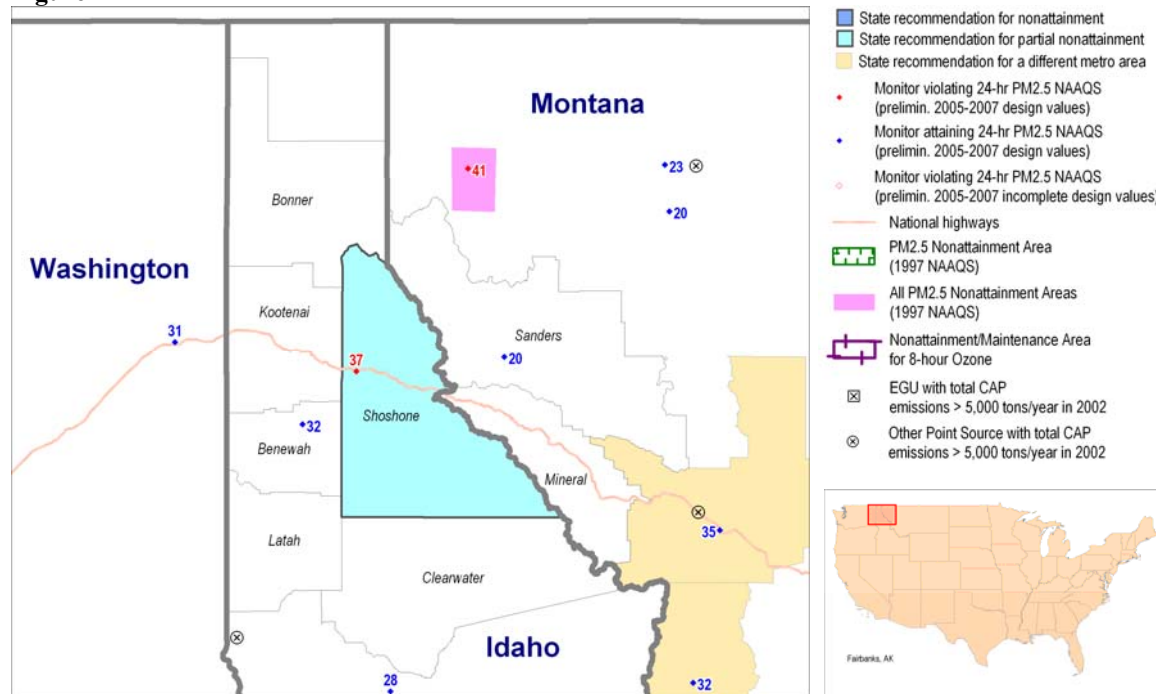 Montana
41
23
20
Bonner
Washington
Kootenai
31
37
Sanders
20
Shoshone
32
Benewah
Mineral
35
Latah
Clearwater
Idaho
28
32
State recommendation for nonattainment
State recommendation for partial nonattainment
State recommendation for a different metro area
Monitor violating 24-hr PM2.5 NAAQS
(prelimin. 2005-2007 design values)
Monitor attaining 24-hr PM2.5 NAAQS
(prelimin. 2005-2007 design values)
Monitor violating 24-hr PM2.5 NAAQS
(prelimin. 2005-2007 incomplete design values)
National highways
PM2.5 Nonattainment Area
(1997 NAAQS)
All PM2.5 Nonattainment Areas
(1997 NAAQS)
Nonattainment/Maintenance Area
for 8-hour Ozone
EGU with total CAP
emissions > 5,000 tons/year in 2002
Other Point Source with total CAP
emissions > 5,000 tons/year in 2002
Fairbanks, AK